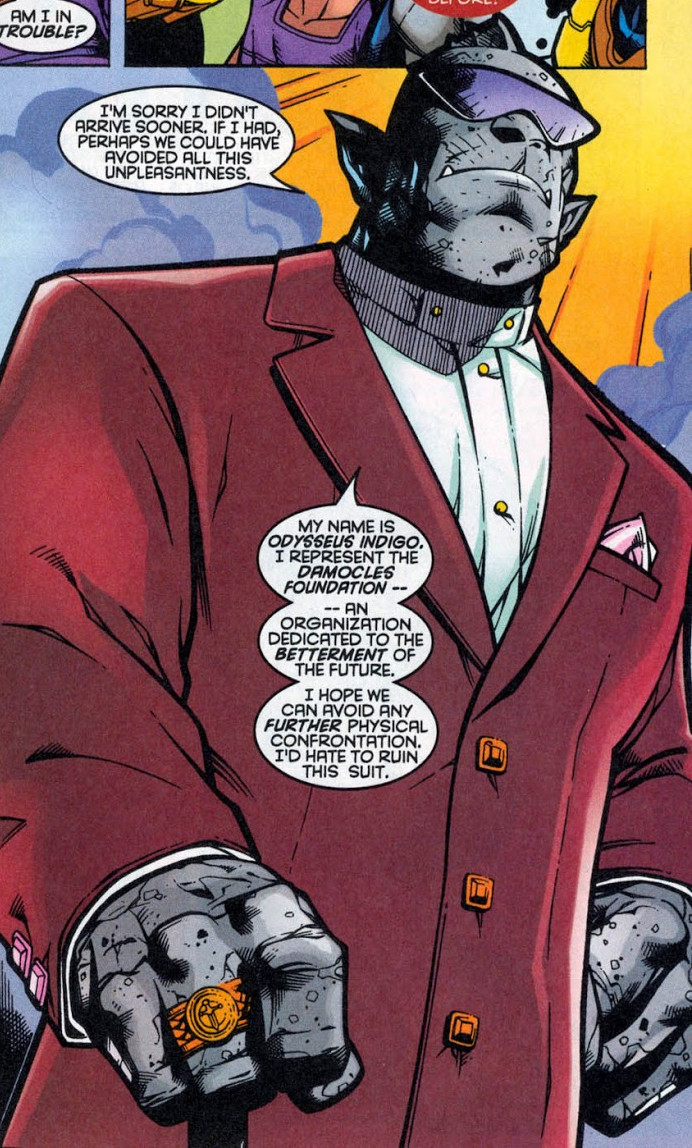 AM I IN
TROUBLE?
BEFORE?
I'M SORRY I DIDN'T
ARRIVE SOONER. IF I HAD,
PERHAPS WE COULD HAVE
AVOIDED ALL THIS
UNPLEASANTNESS.
MY NAME IS
ODYSSEUS INDIGO.
I REPRESENT THE
DAMOCLES
FOUNDATION --
-- AN
ORGANIZATION
DEDICATED TO THE
BETTERMENT OF
THE FUTURE.
I HOPE WE
CAN AVOID ANY
FURTHER PHYSICAL
CONFRONTATION.
I'D HATE TO RUIN
THIS SUIT.